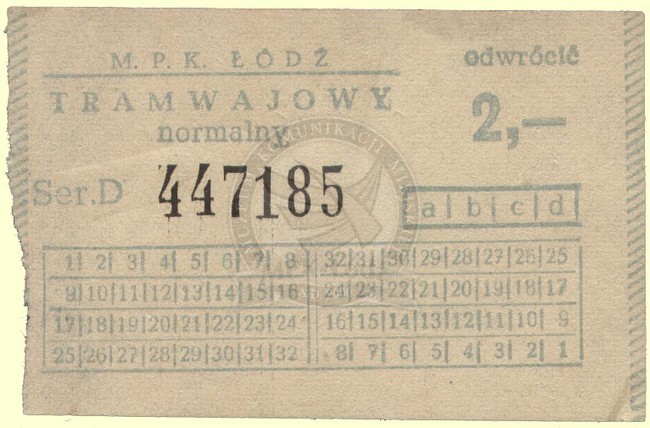 M. P. K. ŁÓDŹ
odwrócić
TRAMWAJOWY
normalny
2,—
Ser.D 447185
a|b|c|d
1|2|3|4|5|6|7|8| 32|31|30|29|28|27|26|25
9|10|11|12|13|14|15|16 24|23|22|21|20|19|18|17
17|18|19|20|21|22|23|24 16|15|14|13|12|11|10|9
25|26|27|28|29|30|31|32 8|7|6|5|4|3|2|1